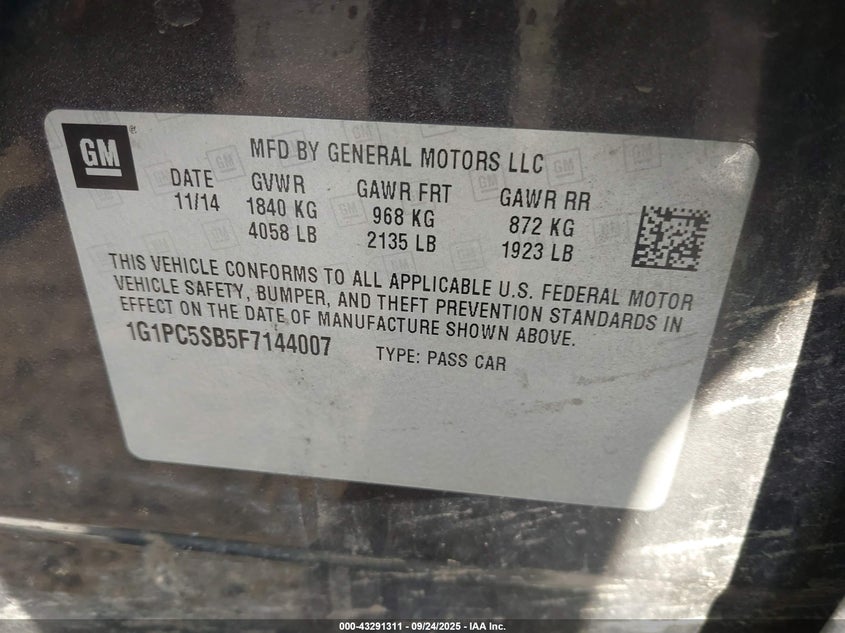 GM
MFD BY GENERAL MOTORS LLC
DATE GVWR GAWR FRT GAWR RR
11/14 1840 KG 968 KG 872 KG
4058 LB 2135 LB 1923 LB
THIS VEHICLE CONFORMS TO ALL APPLICABLE U.S. FEDERAL MOTOR
VEHICLE SAFETY, BUMPER, AND THEFT PREVENTION STANDARDS IN
EFFECT ON THE DATE OF MANUFACTURE SHOWN ABOVE.
1G1PC5SB5F7144007 TYPE: PASS CAR
000-43291311 - 09/24/2025 - IAA Inc.